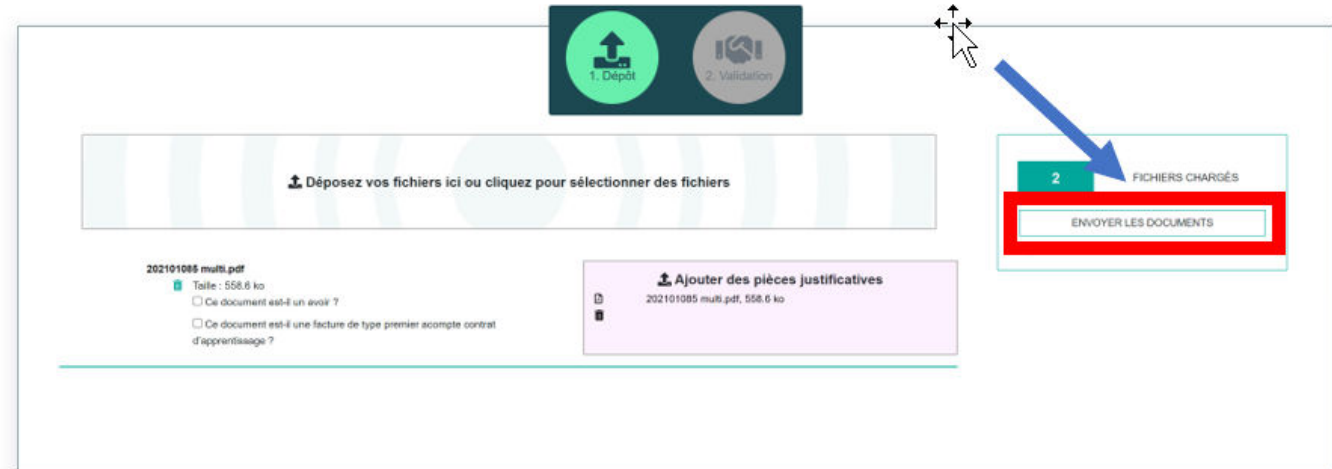 1. Dépôt
2. Validation
Déposez vos fichiers ici ou cliquez pour sélectionner des fichiers
2
FICHIERS CHARGÉS
ENVOYER LES DOCUMENTS
202101085 multi.pdf
Taille : 558.6 ko
Ce document est-il un avoir ?
Ce document est-il une facture de type premier acompte contrat
d'apprentissage ?
Ajouter des pièces justificatives
202101085 multi.pdf, 558.6 ko